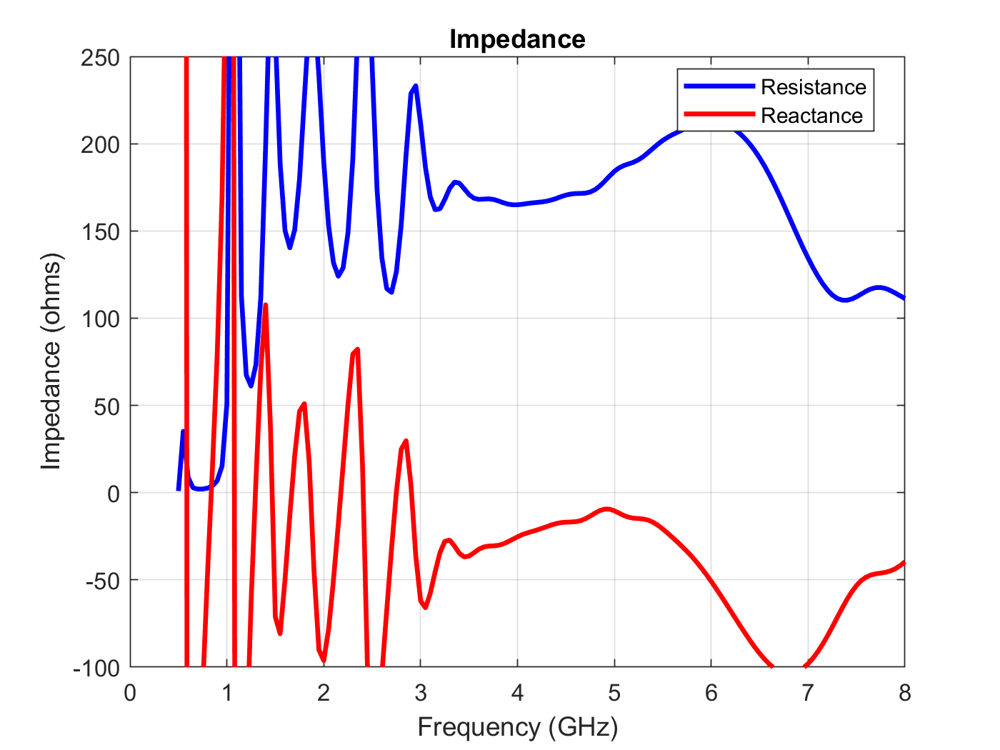 Impedance
250
200
150
100
50
0
-50
-100
Impedance (ohms)
Resistance
Reactance
0 1 2 3 4 5 6 7 8
Frequency (GHz)